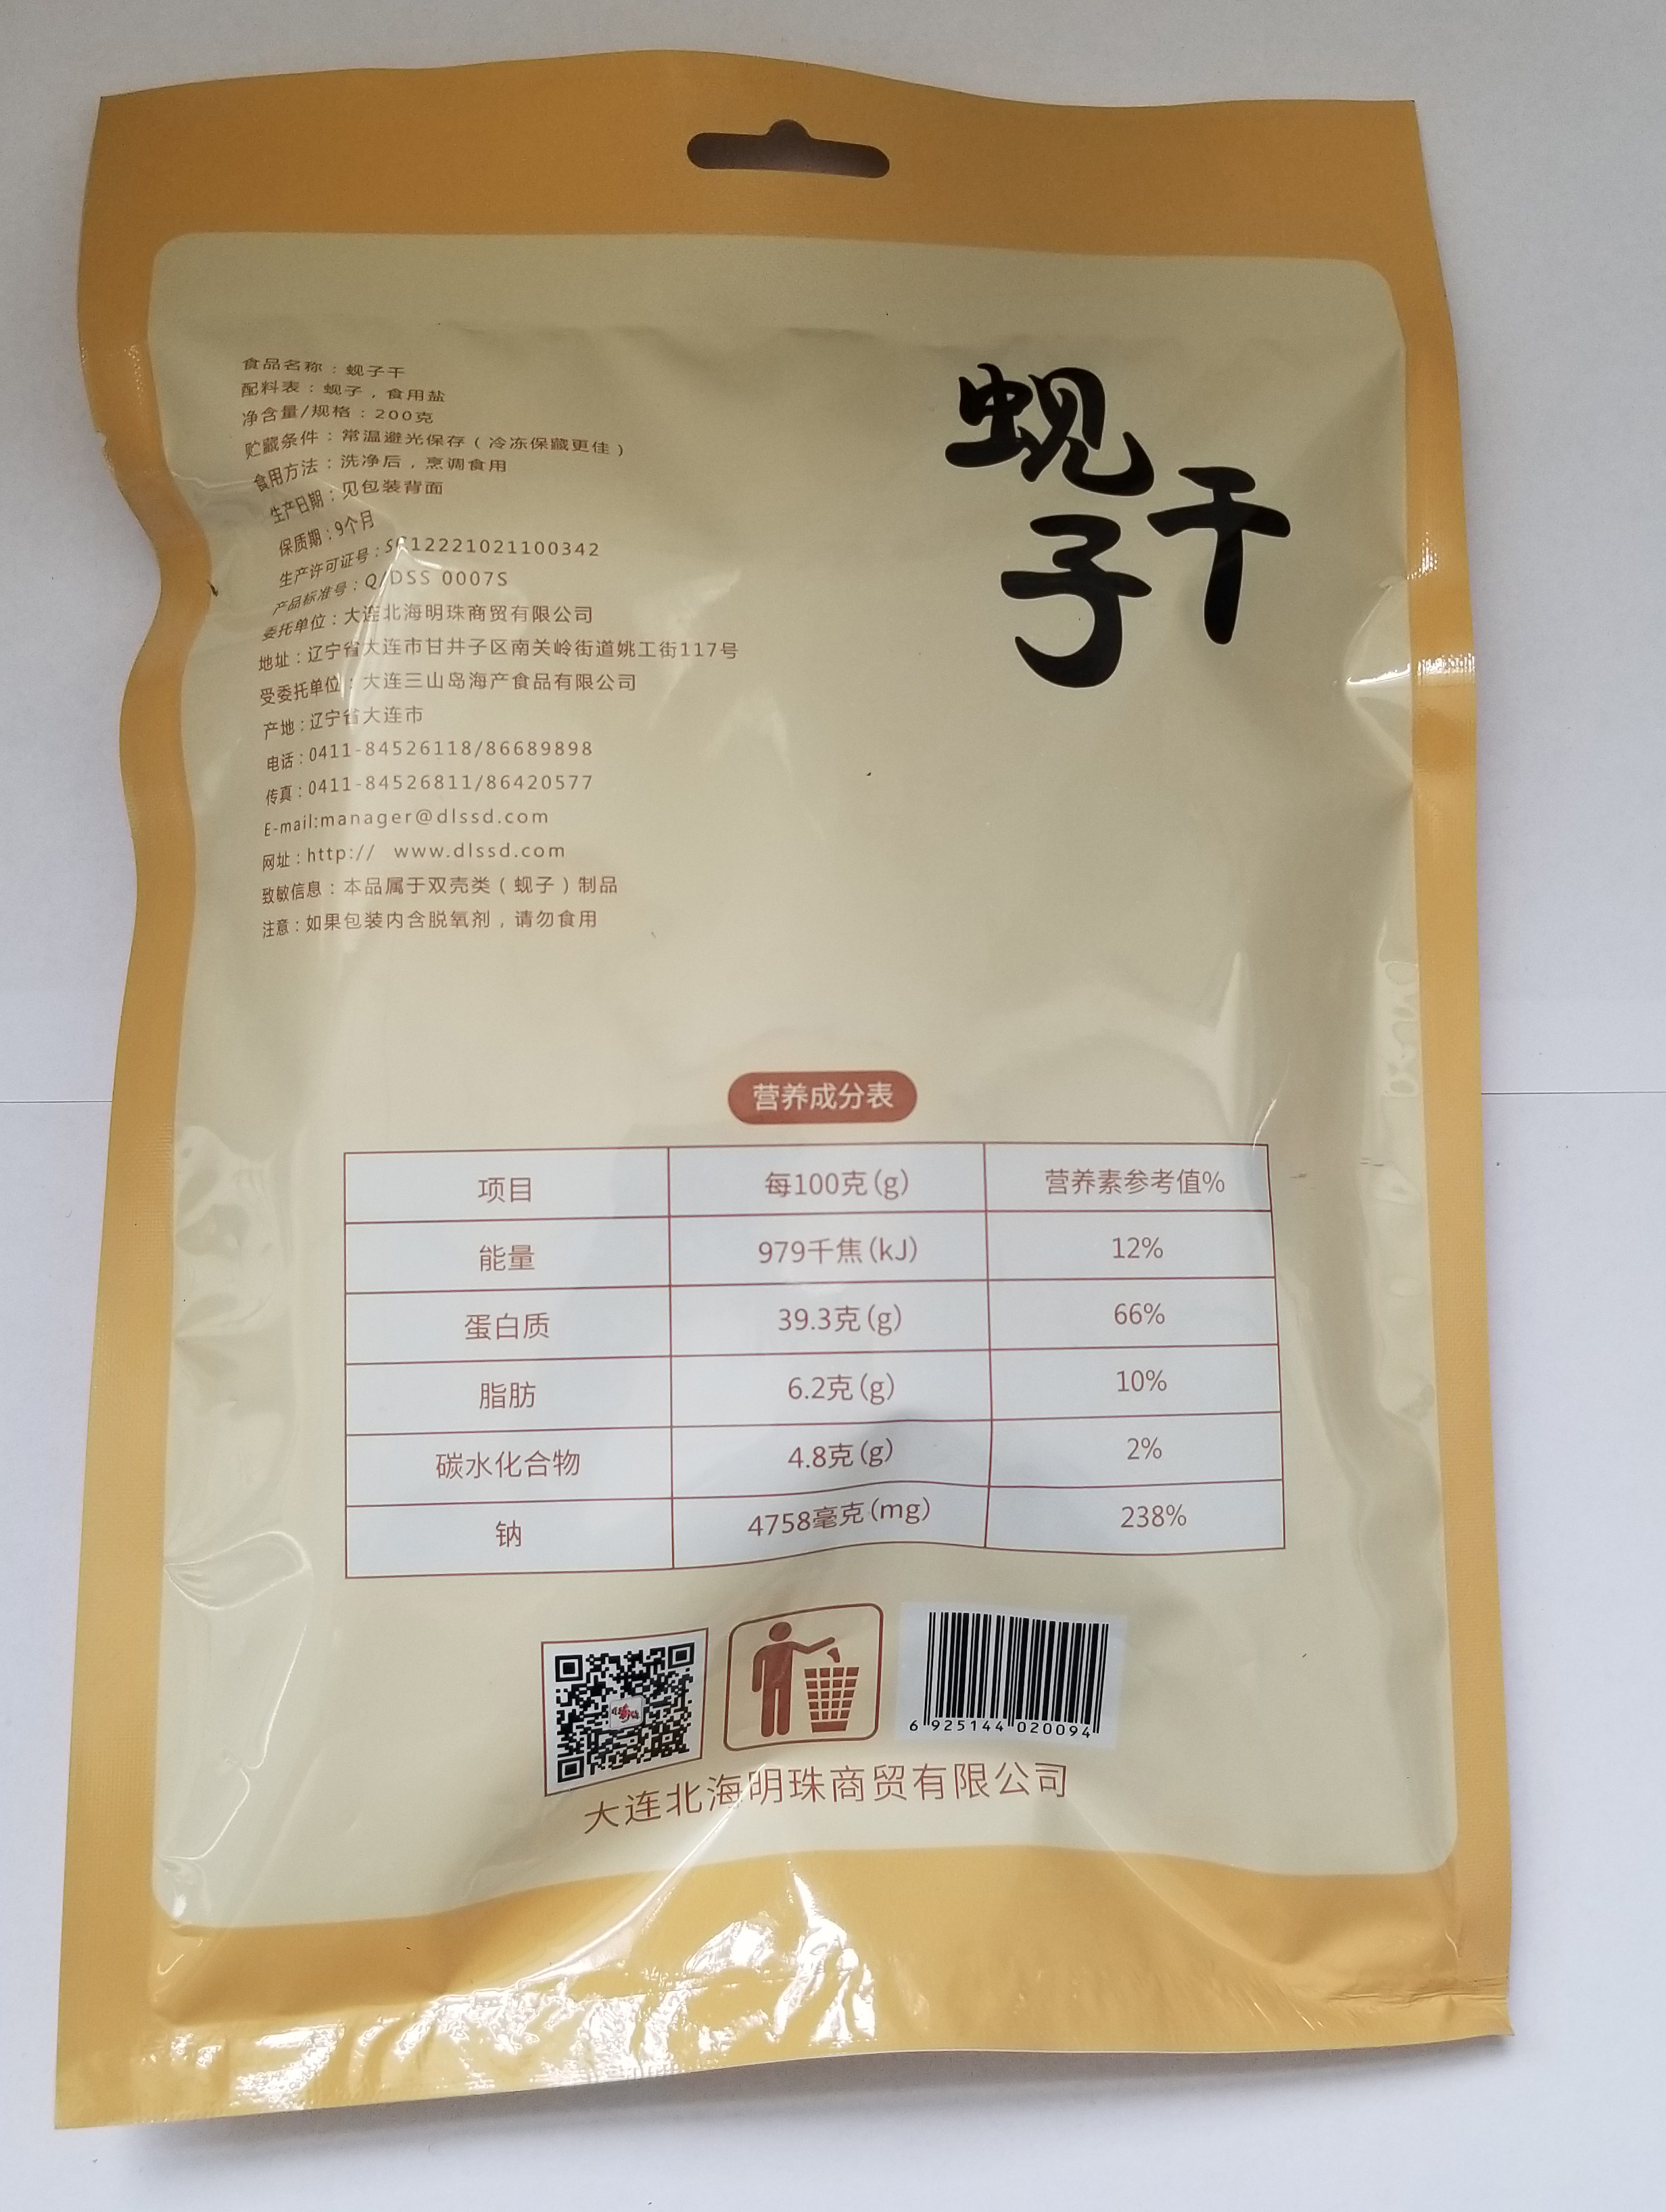 食品名称：蚬子干
配料表：蚬子，食用盐
净含量/规格：200克
贮藏条件：常温避光保存（冷冻保藏更佳）
食用方法：洗净后，烹调食用
生产日期：见包装背面
保质期：9个月
生产许可证号：SC12221021100342
产品标准号：Q/DSS 0007S
委托单位：大连北海明珠商贸有限公司
地址：辽宁省大连市甘井子区南关岭街道姚工街117号
受委托单位：大连三山岛海产食品有限公司
产地：辽宁省大连市
电话：0411-84526118/86689898
传真：0411-84526811/86420577
E-mail:manager@dlssd.com
网址：http:// www.dlssd.com
致敏信息：本品属于双壳类（蚬子）制品
注意：如果包装内含脱氧剂，请勿食用
蚬子干
营养成分表
项目 每100克(g) 营养素参考值%
能量 979千焦(kJ) 12%
蛋白质 39.3克(g) 66%
脂肪 6.2克(g) 10%
碳水化合物 4.8克(g) 2%
钠 4758毫克(mg) 238%
6 925144 020094
大连北海明珠商贸有限公司